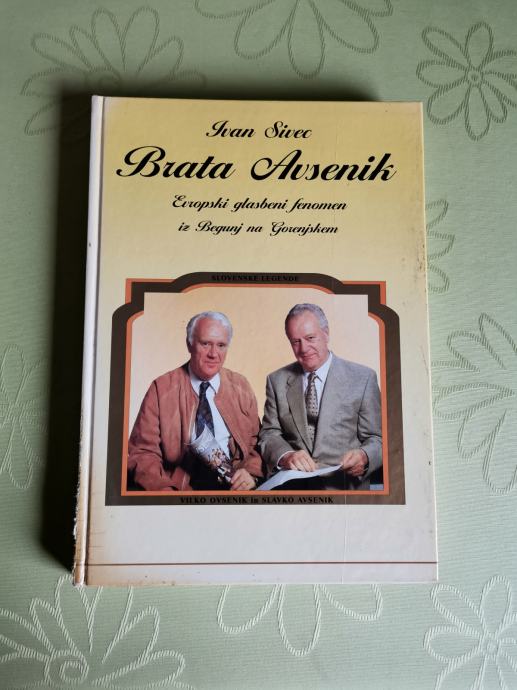 Ivan Sivec
Brata Avsenik
Evropski glasbeni fenomen
iz Begunj na Gorenjskem
SLOVENSKE LEGENDE
VILKO OVSENIK in SLAVKO AVSENIK